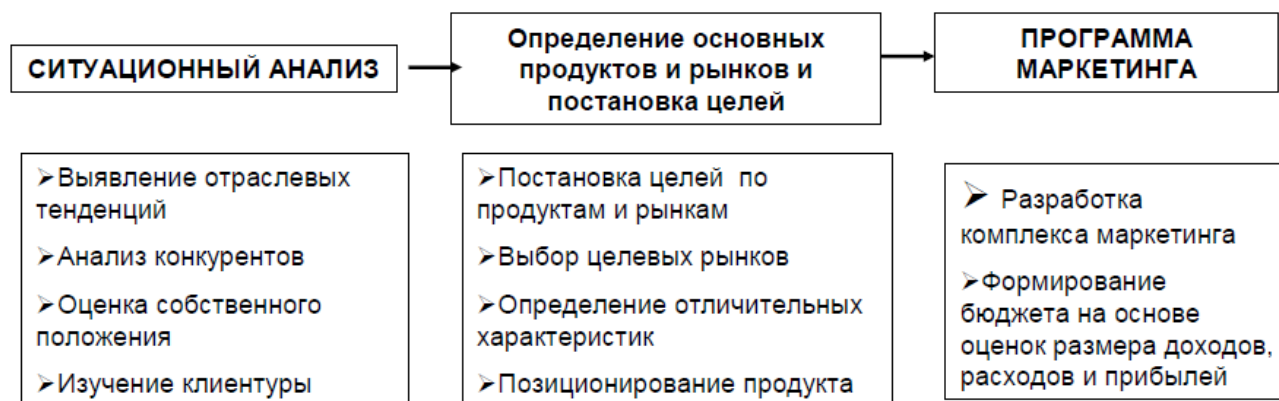 СИТУАЦИОННЫЙ АНАЛИЗ
Определение основных
продуктов и рынков и
постановка целей
ПРОГРАММА
МАРКЕТИНГА
➢Выявление отраслевых
тенденций
➢Анализ конкурентов
➢Оценка собственного
положения
➢Изучение клиентуры
➢Постановка целей по
продуктам и рынкам
➢Выбор целевых рынков
➢Определение отличительных
характеристик
➢Позиционирование продукта
➢ Разработка
комплекса маркетинга
➢Формирование
бюджета на основе
оценок размера доходов,
расходов и прибылей